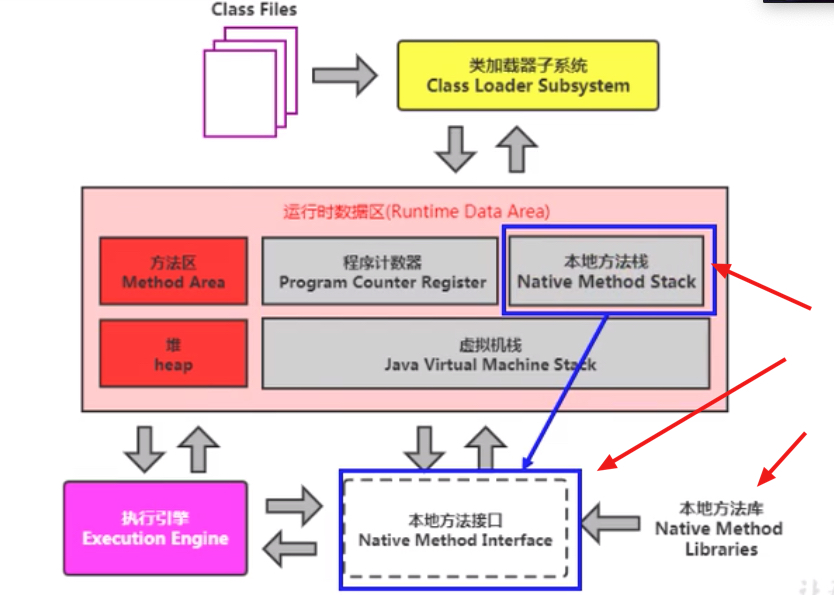 Class Files
类加载器子系统
Class Loader Subsystem
运行时数据区(Runtime Data Area)
方法区
Method Area
程序计数器
Program Counter Register
本地方法栈
Native Method Stack
堆
heap
虚拟机栈
Java Virtual Machine Stack
执行引擎
Execution Engine
本地方法接口
Native Method Interface
本地方法库
Native Method
Libraries